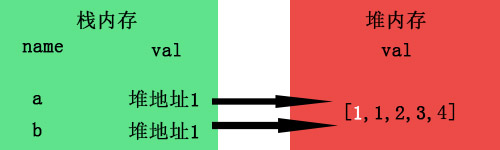 栈内存 堆内存
name val val
a 堆地址1
[1,1,2,3,4]
b 堆地址1